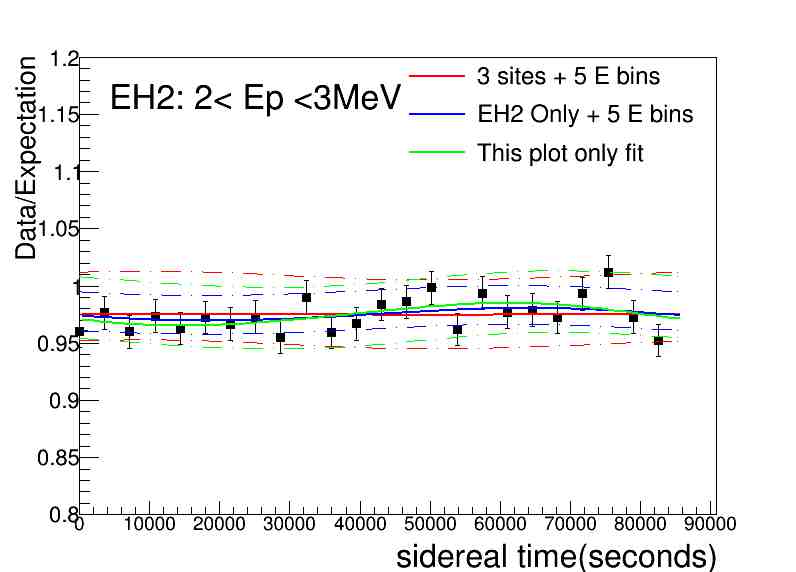 EH2: 2< Ep <3MeV
3 sites + 5 E bins
EH2 Only + 5 E bins
This plot only fit
Data/Expectation
1.2
1.15
1.1
1.05
1
0.95
0.9
0.85
0.8
0 10000 20000 30000 40000 50000 60000 70000 80000 90000
sidereal time(seconds)